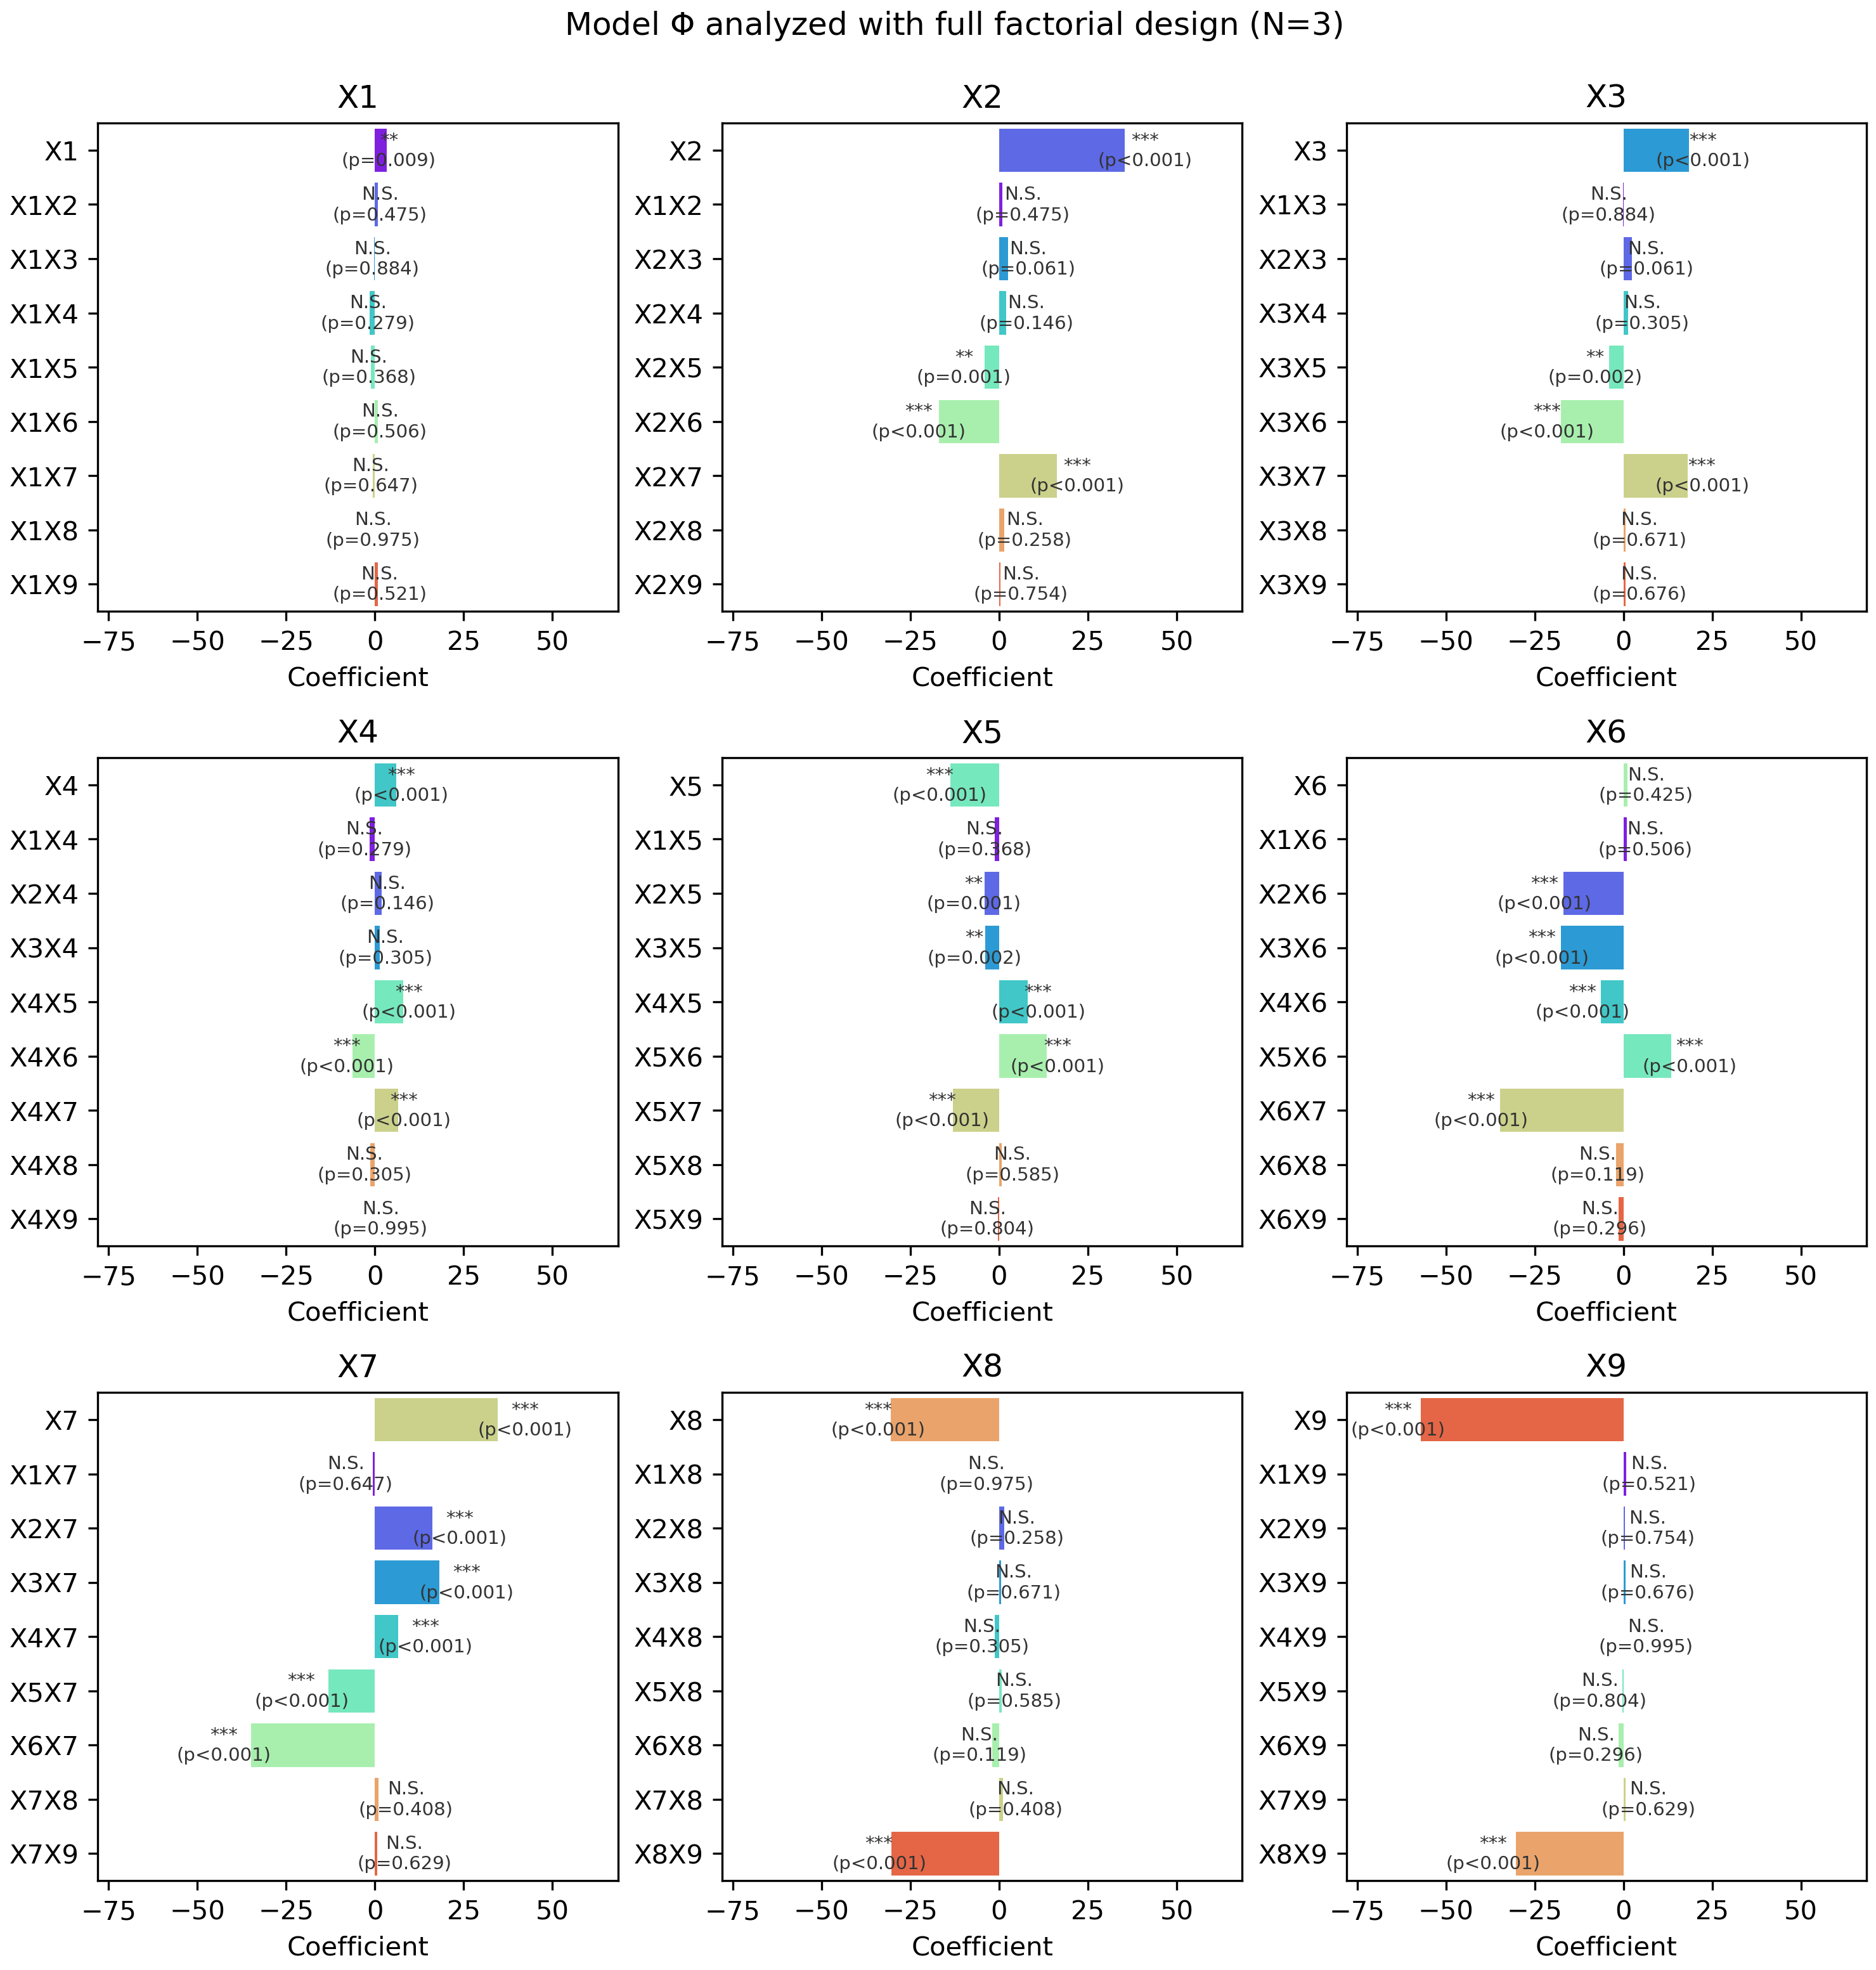 Model Φ analyzed with full factorial design (N=3)
X1
X1
**
(p=0.009)
X1X2
N.S.
(p=0.475)
X1X3
N.S.
(p=0.884)
X1X4
N.S.
(p=0.279)
X1X5
N.S.
(p=0.368)
X1X6
N.S.
(p=0.506)
X1X7
N.S.
(p=0.647)
X1X8
N.S.
(p=0.975)
X1X9
N.S.
(p=0.521)
−75 −50 −25 0 25 50
Coefficient
X2
X2
***
(p<0.001)
X1X2
N.S.
(p=0.475)
X2X3
N.S.
(p=0.061)
X2X4
N.S.
(p=0.146)
X2X5
**
(p=0.001)
X2X6
***
(p<0.001)
X2X7
***
(p<0.001)
X2X8
N.S.
(p=0.258)
X2X9
N.S.
(p=0.754)
−75 −50 −25 0 25 50
Coefficient
X3
X3
***
(p<0.001)
X1X3
N.S.
(p=0.884)
X2X3
N.S.
(p=0.061)
X3X4
N.S.
(p=0.305)
X3X5
**
(p=0.002)
X3X6
***
(p<0.001)
X3X7
***
(p<0.001)
X3X8
N.S.
(p=0.671)
X3X9
N.S.
(p=0.676)
−75 −50 −25 0 25 50
Coefficient
X4
X4
***
(p<0.001)
X1X4
N.S.
(p=0.279)
X2X4
N.S.
(p=0.146)
X3X4
N.S.
(p=0.305)
X4X5
***
(p<0.001)
X4X6
***
(p<0.001)
X4X7
***
(p<0.001)
X4X8
N.S.
(p=0.305)
X4X9
N.S.
(p=0.995)
−75 −50 −25 0 25 50
Coefficient
X5
X5
***
(p<0.001)
X1X5
N.S.
(p=0.368)
X2X5
**
(p=0.001)
X3X5
**
(p=0.002)
X4X5
***
(p<0.001)
X5X6
***
(p<0.001)
X5X7
***
(p<0.001)
X5X8
N.S.
(p=0.585)
X5X9
N.S.
(p=0.804)
−75 −50 −25 0 25 50
Coefficient
X6
X6
N.S.
(p=0.425)
X1X6
N.S.
(p=0.506)
X2X6
***
(p<0.001)
X3X6
***
(p<0.001)
X4X6
***
(p<0.001)
X5X6
***
(p<0.001)
X6X7
***
(p<0.001)
X6X8
N.S.
(p=0.119)
X6X9
N.S.
(p=0.296)
−75 −50 −25 0 25 50
Coefficient
X7
X7
***
(p<0.001)
X1X7
N.S.
(p=0.647)
X2X7
***
(p<0.001)
X3X7
***
(p<0.001)
X4X7
***
(p<0.001)
X5X7
***
(p<0.001)
X6X7
***
(p<0.001)
X7X8
N.S.
(p=0.408)
X7X9
N.S.
(p=0.629)
−75 −50 −25 0 25 50
Coefficient
X8
X8
***
(p<0.001)
X1X8
N.S.
(p=0.975)
X2X8
N.S.
(p=0.258)
X3X8
N.S.
(p=0.671)
X4X8
N.S.
(p=0.305)
X5X8
N.S.
(p=0.585)
X6X8
N.S.
(p=0.119)
X7X8
N.S.
(p=0.408)
X8X9
***
(p<0.001)
−75 −50 −25 0 25 50
Coefficient
X9
X9
***
(p<0.001)
X1X9
N.S.
(p=0.521)
X2X9
N.S.
(p=0.754)
X3X9
N.S.
(p=0.676)
X4X9
N.S.
(p=0.995)
X5X9
N.S.
(p=0.804)
X6X9
N.S.
(p=0.296)
X7X9
N.S.
(p=0.629)
X8X9
***
(p<0.001)
−75 −50 −25 0 25 50
Coefficient